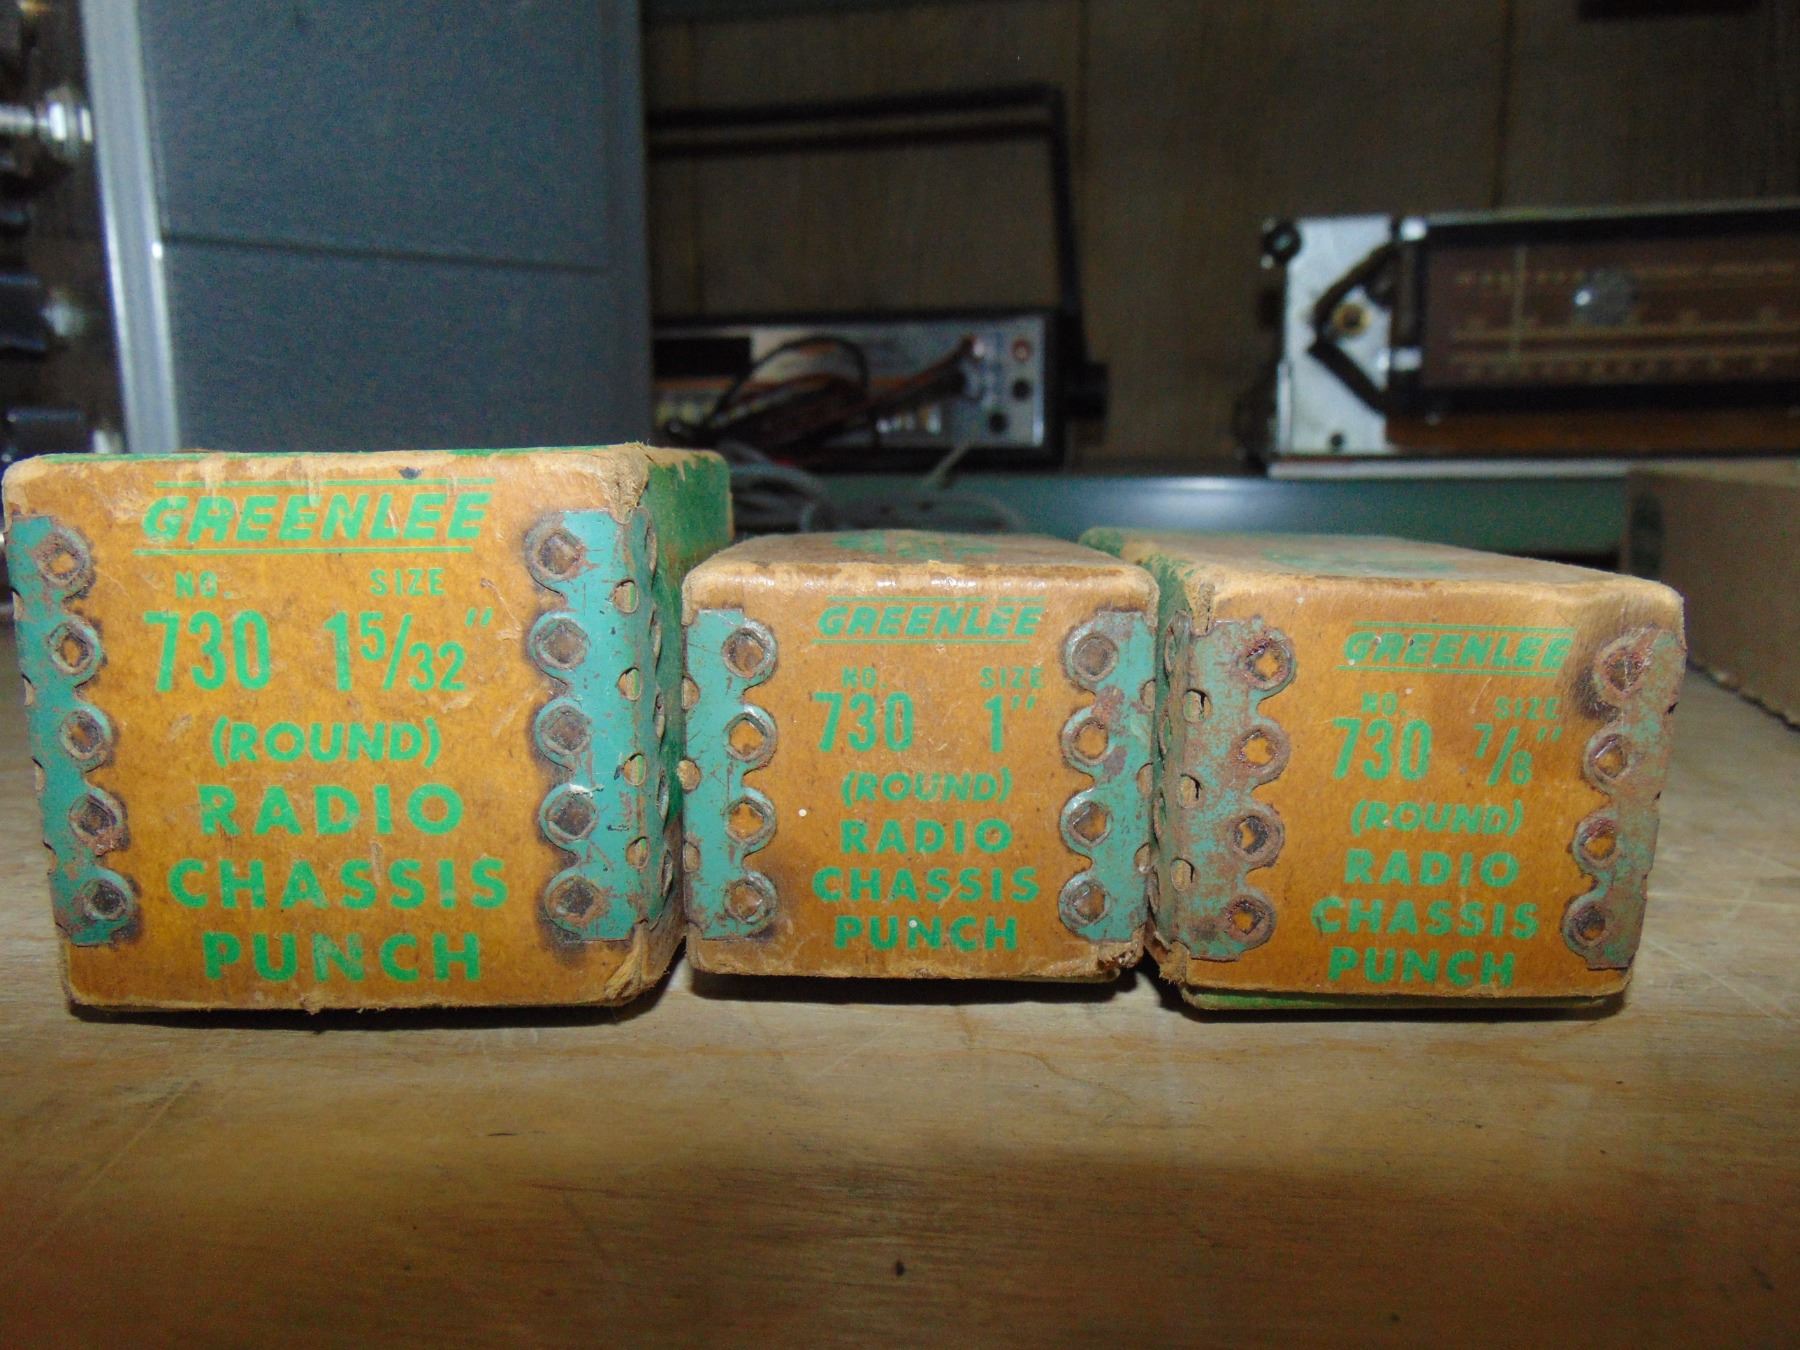 GREENLEE
NO. SIZE
730 1 5/32"
(ROUND)
RADIO
CHASSIS
PUNCH
GREENLEE
NO. SIZE
730 1"
(ROUND)
RADIO
CHASSIS
PUNCH
GREENLEE
NO. SIZE
730 7/8"
(ROUND)
RADIO
CHASSIS
PUNCH